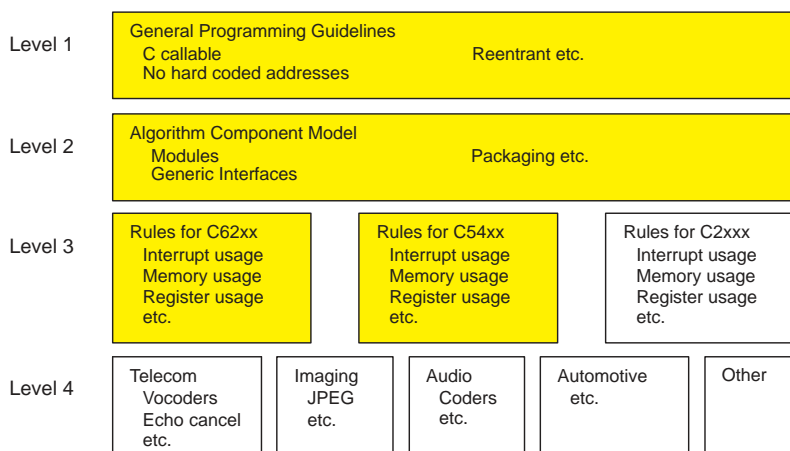 Level 1
General Programming Guidelines
C callable Reentrant etc.
No hard coded addresses
Level 2
Algorithm Component Model
Modules Packaging etc.
Generic Interfaces
Level 3
Rules for C62xx
Interrupt usage
Memory usage
Register usage
etc.
Rules for C54xx
Interrupt usage
Memory usage
Register usage
etc.
Rules for C2xxx
Interrupt usage
Memory usage
Register usage
etc.
Level 4
Telecom
Vocoders
Echo cancel
etc.
Imaging
JPEG
etc.
Audio
Coders
etc.
Automotive
etc.
Other